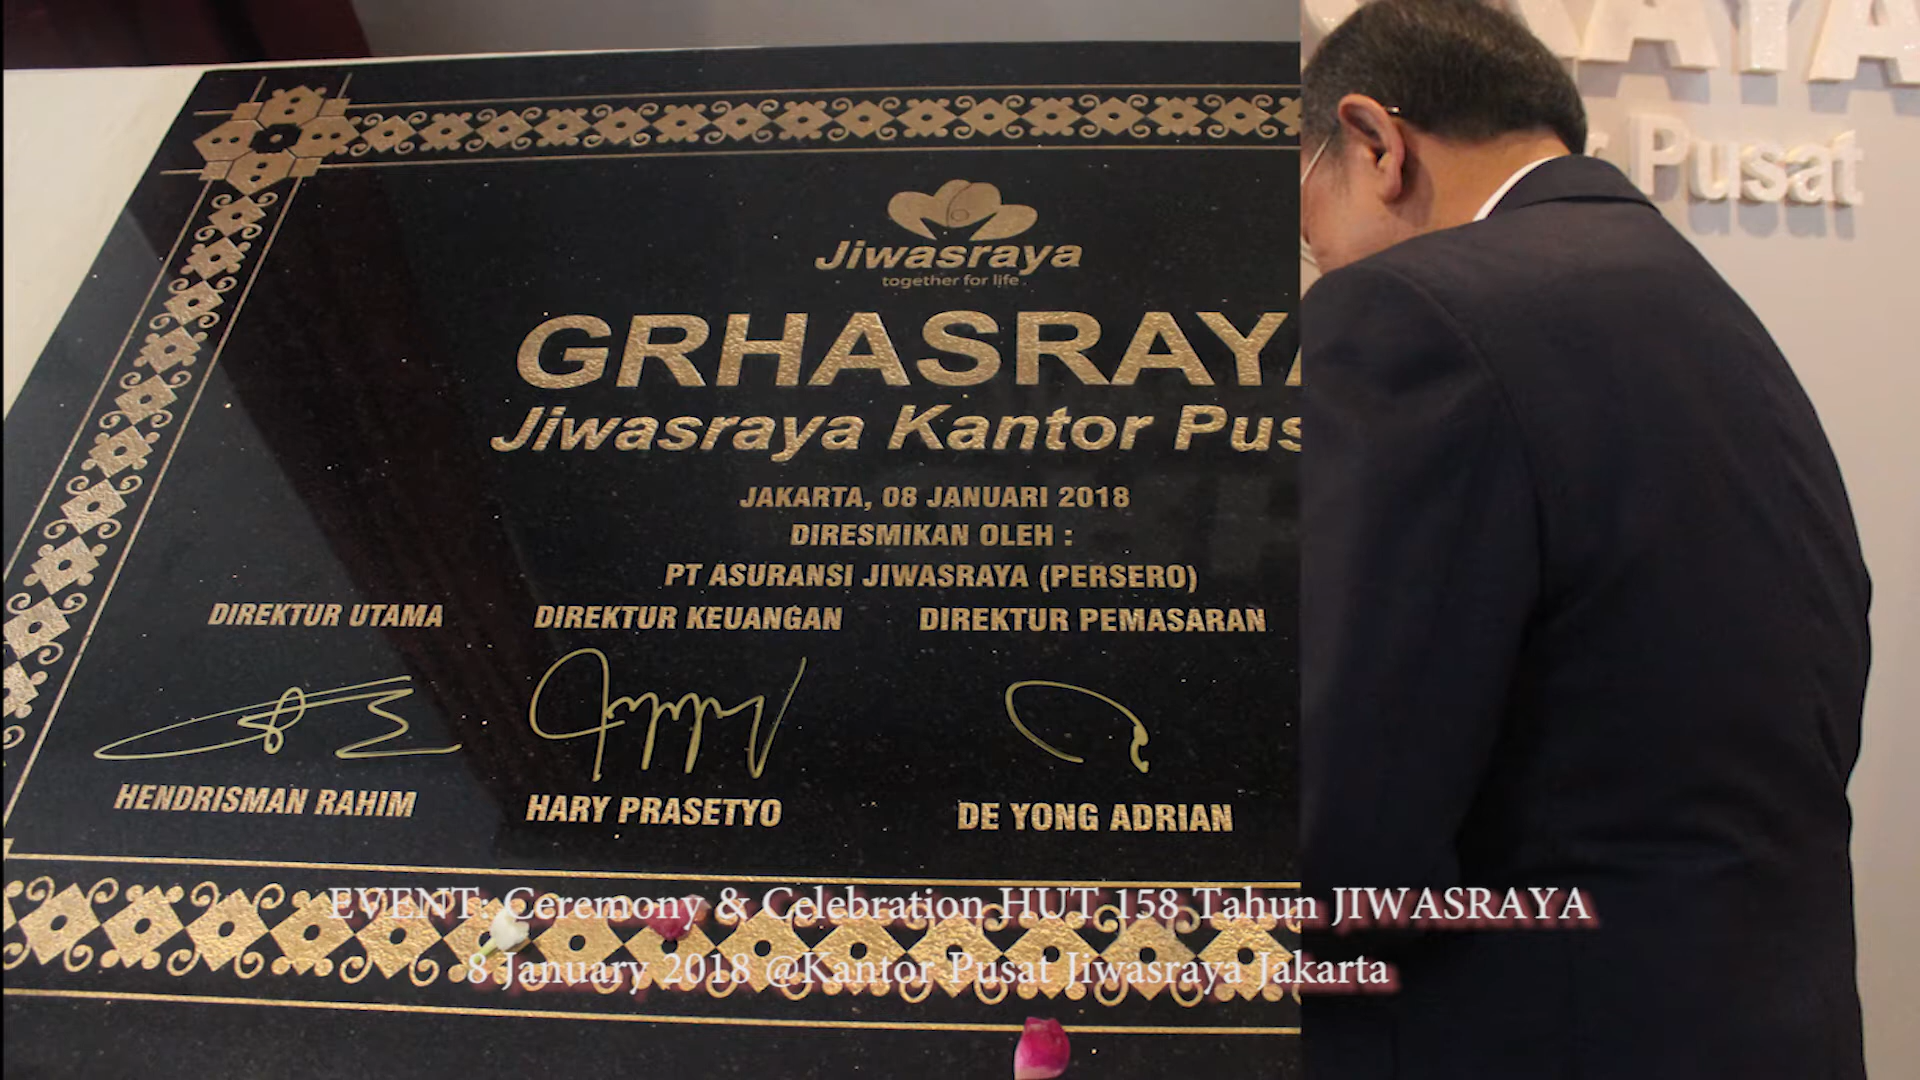 Jiwasraya
together for life
GRHASRAYA
Jiwasraya Kantor Pus
JAKARTA, 08 JANUARI 2018
DIRESMIKAN OLEH :
PT ASURANSI JIWASRAYA (PERSERO)
DIREKTUR UTAMA DIREKTUR KEUANGAN DIREKTUR PEMASARAN
HENDRISMAN RAHIM HARY PRASETYO DE YONG ADRIAN
RAYA
r Pusat
EVENT: Ceremony & Celebration HUT 158 Tahun JIWASRAYA
8 January 2018 @Kantor Pusat Jiwasraya Jakarta